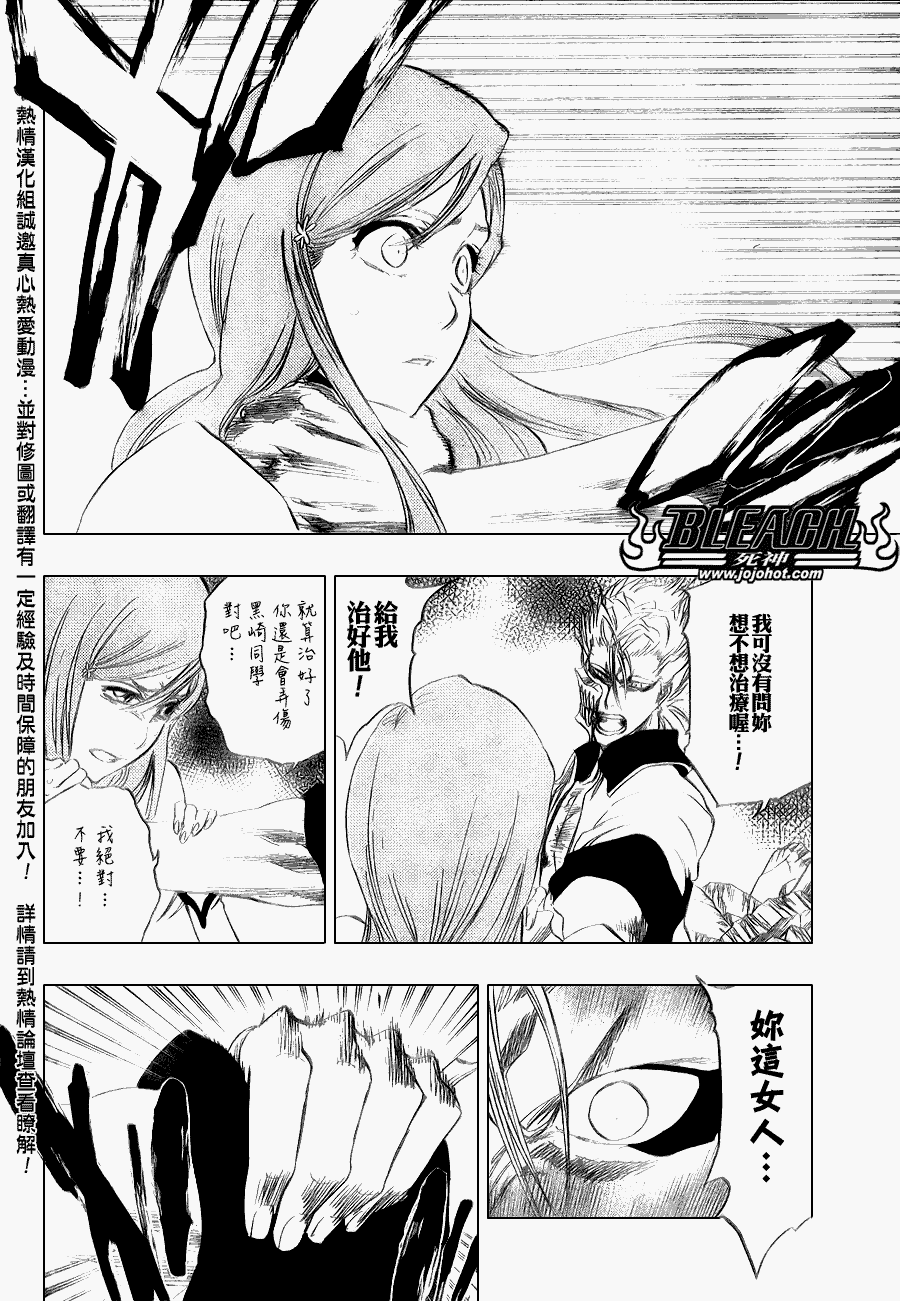 BLEACH
死神
www.jojohot.com
我可沒有問妳
想不想治療喔…!
給我
治好他!
就算治好了
你還是會弄傷
黑崎同學
對吧…
我絕對…
不要…!
妳這女人…
熱情漢化組誠邀真心熱愛動漫…並對修圖或翻譯有一定經驗及時間保障的朋友加入! 詳情請到熱情論壇查看瞭解!